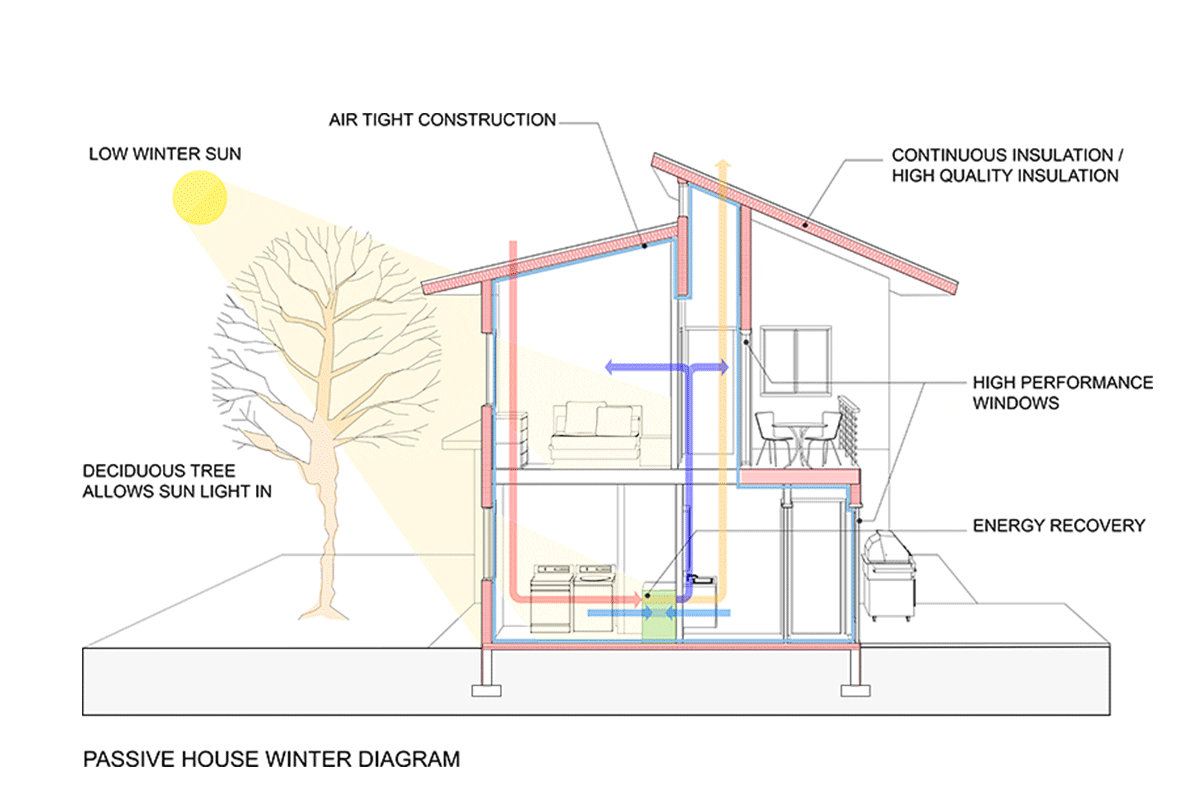 AIR TIGHT CONSTRUCTION
LOW WINTER SUN
CONTINUOUS INSULATION /
HIGH QUALITY INSULATION
HIGH PERFORMANCE
WINDOWS
DECIDUOUS TREE
ALLOWS SUN LIGHT IN
ENERGY RECOVERY
PASSIVE HOUSE WINTER DIAGRAM